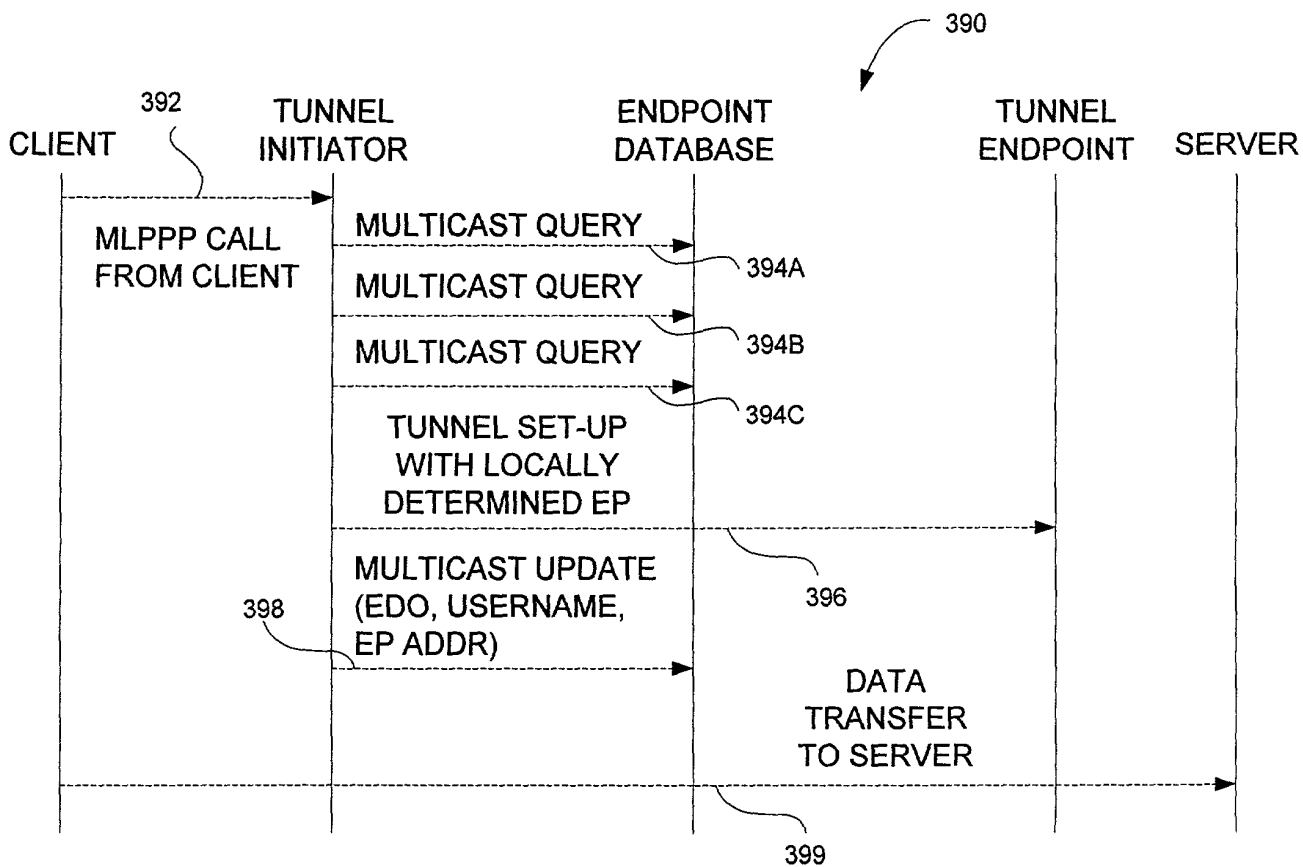 390
392
CLIENT
TUNNEL
INITIATOR
ENDPOINT
DATABASE
TUNNEL
ENDPOINT
SERVER
MLPPP CALL
FROM CLIENT
MULTICAST QUERY
394A
MULTICAST QUERY
394B
MULTICAST QUERY
394C
TUNNEL SET-UP
WITH LOCALLY
DETERMINED EP
396
MULTICAST UPDATE
(EDO, USERNAME,
EP ADDR)
398
DATA
TRANSFER
TO SERVER
399